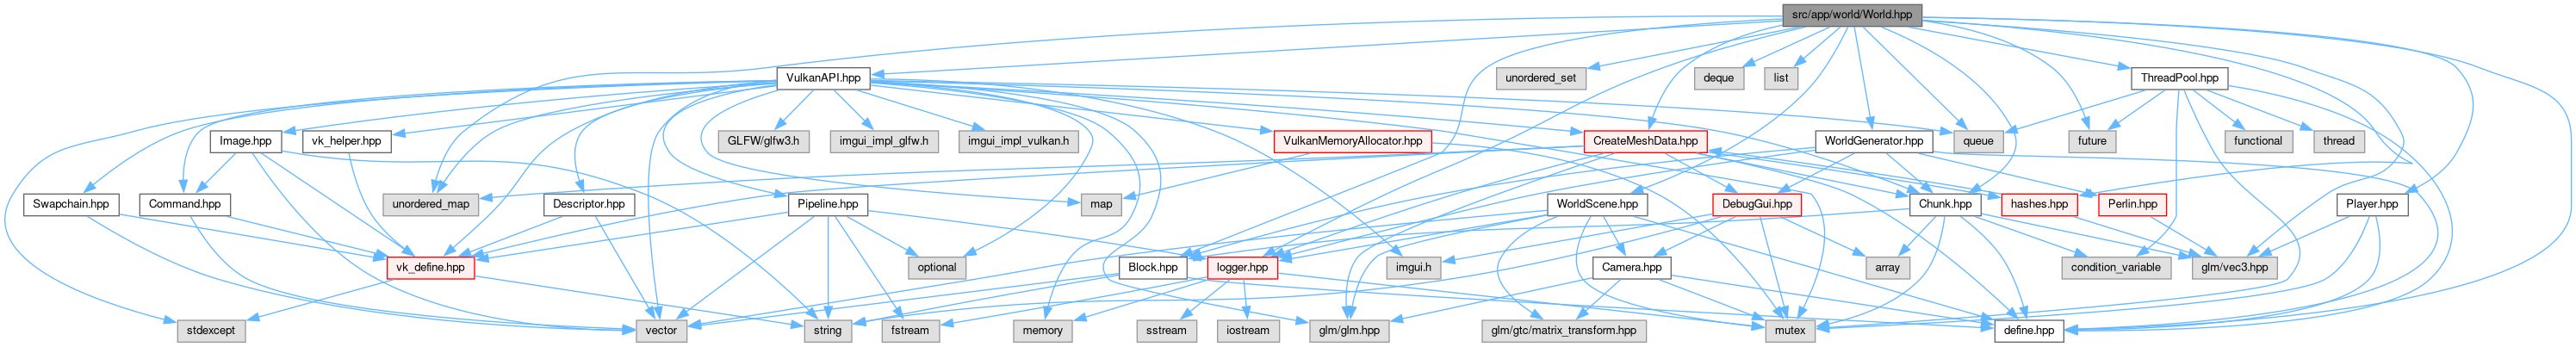 src/app/world/World.hpp
VulkanAPI.hpp
unordered_set
deque
list
ThreadPool.hpp
Image.hpp
vk_helper.hpp
GLFW/glfw3.h
imgui_impl_glfw.h
imgui_impl_vulkan.h
VulkanMemoryAllocator.hpp
CreateMeshData.hpp
WorldGenerator.hpp
queue
future
functional
thread
Swapchain.hpp
Command.hpp
unordered_map
Descriptor.hpp
Pipeline.hpp
map
WorldScene.hpp
DebugGui.hpp
Chunk.hpp
hashes.hpp
Perlin.hpp
Player.hpp
vk_define.hpp
optional
Block.hpp
logger.hpp
imgui.h
Camera.hpp
array
condition_variable
glm/vec3.hpp
stdexcept
vector
string
fstream
memory
sstream
iostream
glm/glm.hpp
glm/gtc/matrix_transform.hpp
mutex
define.hpp